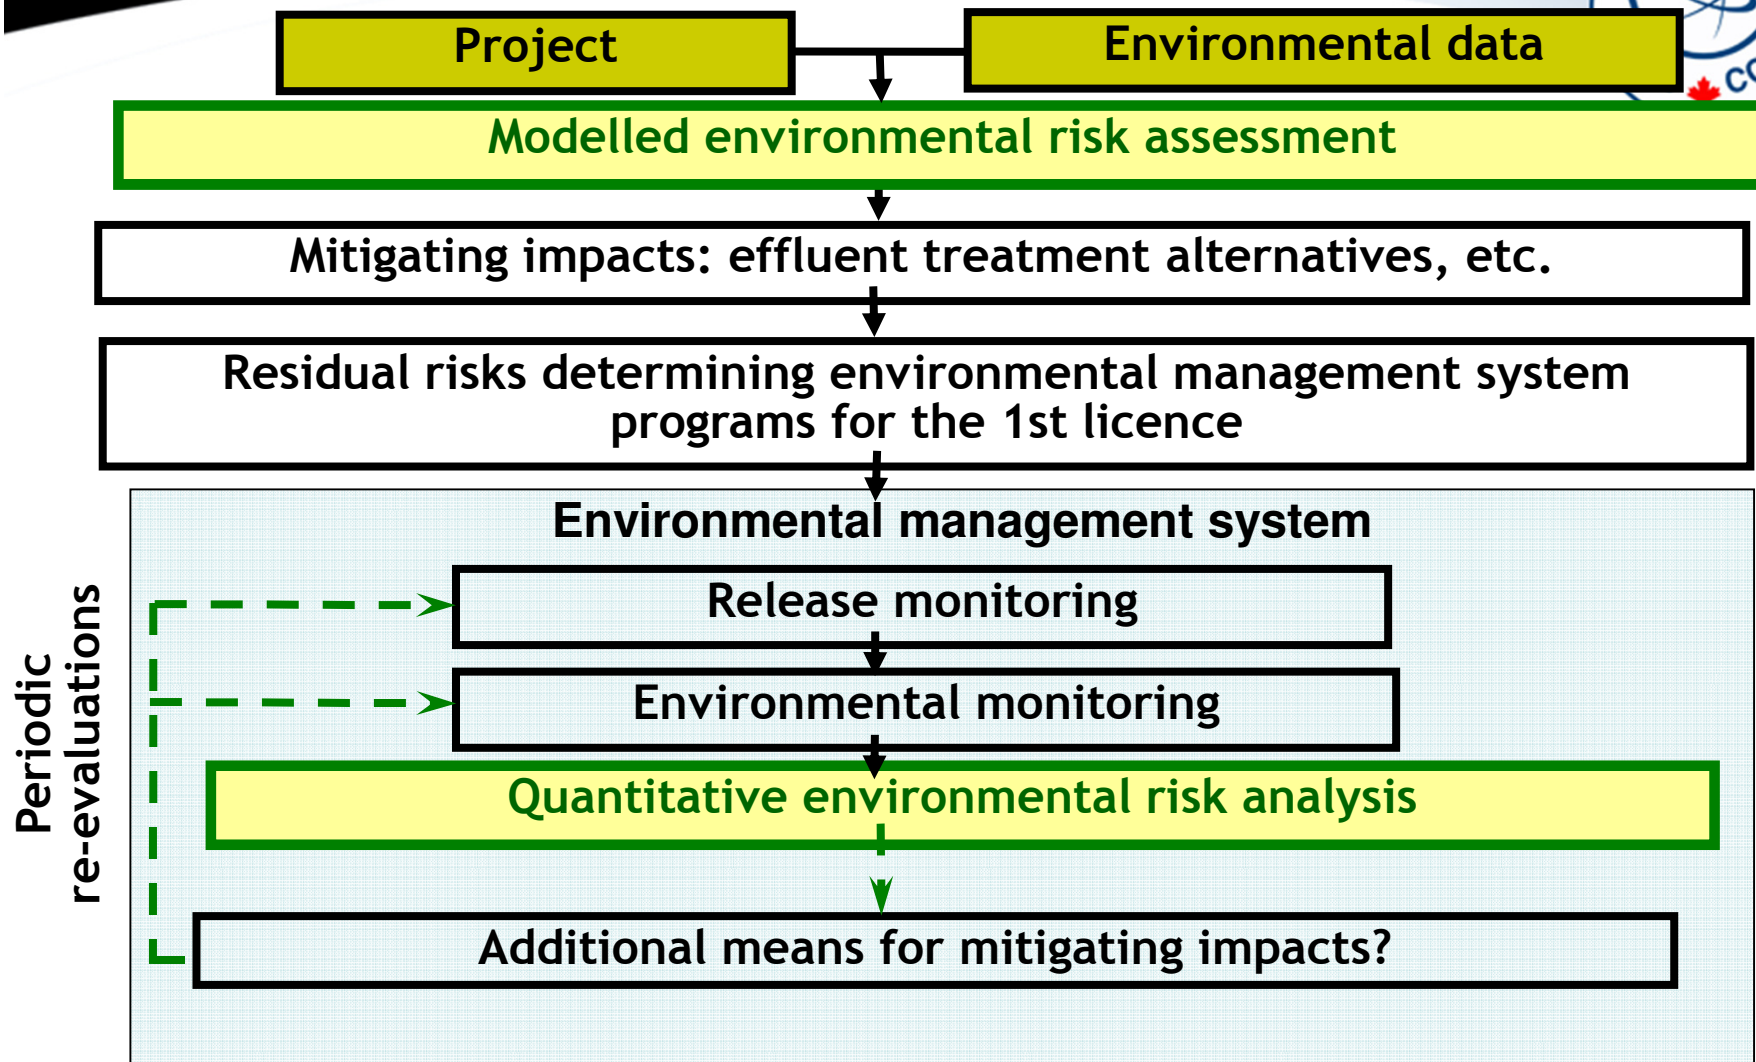 Project
Environmental data
Modelled environmental risk assessment
Mitigating impacts: effluent treatment alternatives, etc.
Residual risks determining environmental management system
programs for the 1st licence
Environmental management system
Release monitoring
Environmental monitoring
Quantitative environmental risk analysis
Additional means for mitigating impacts?
Periodic
re-evaluations